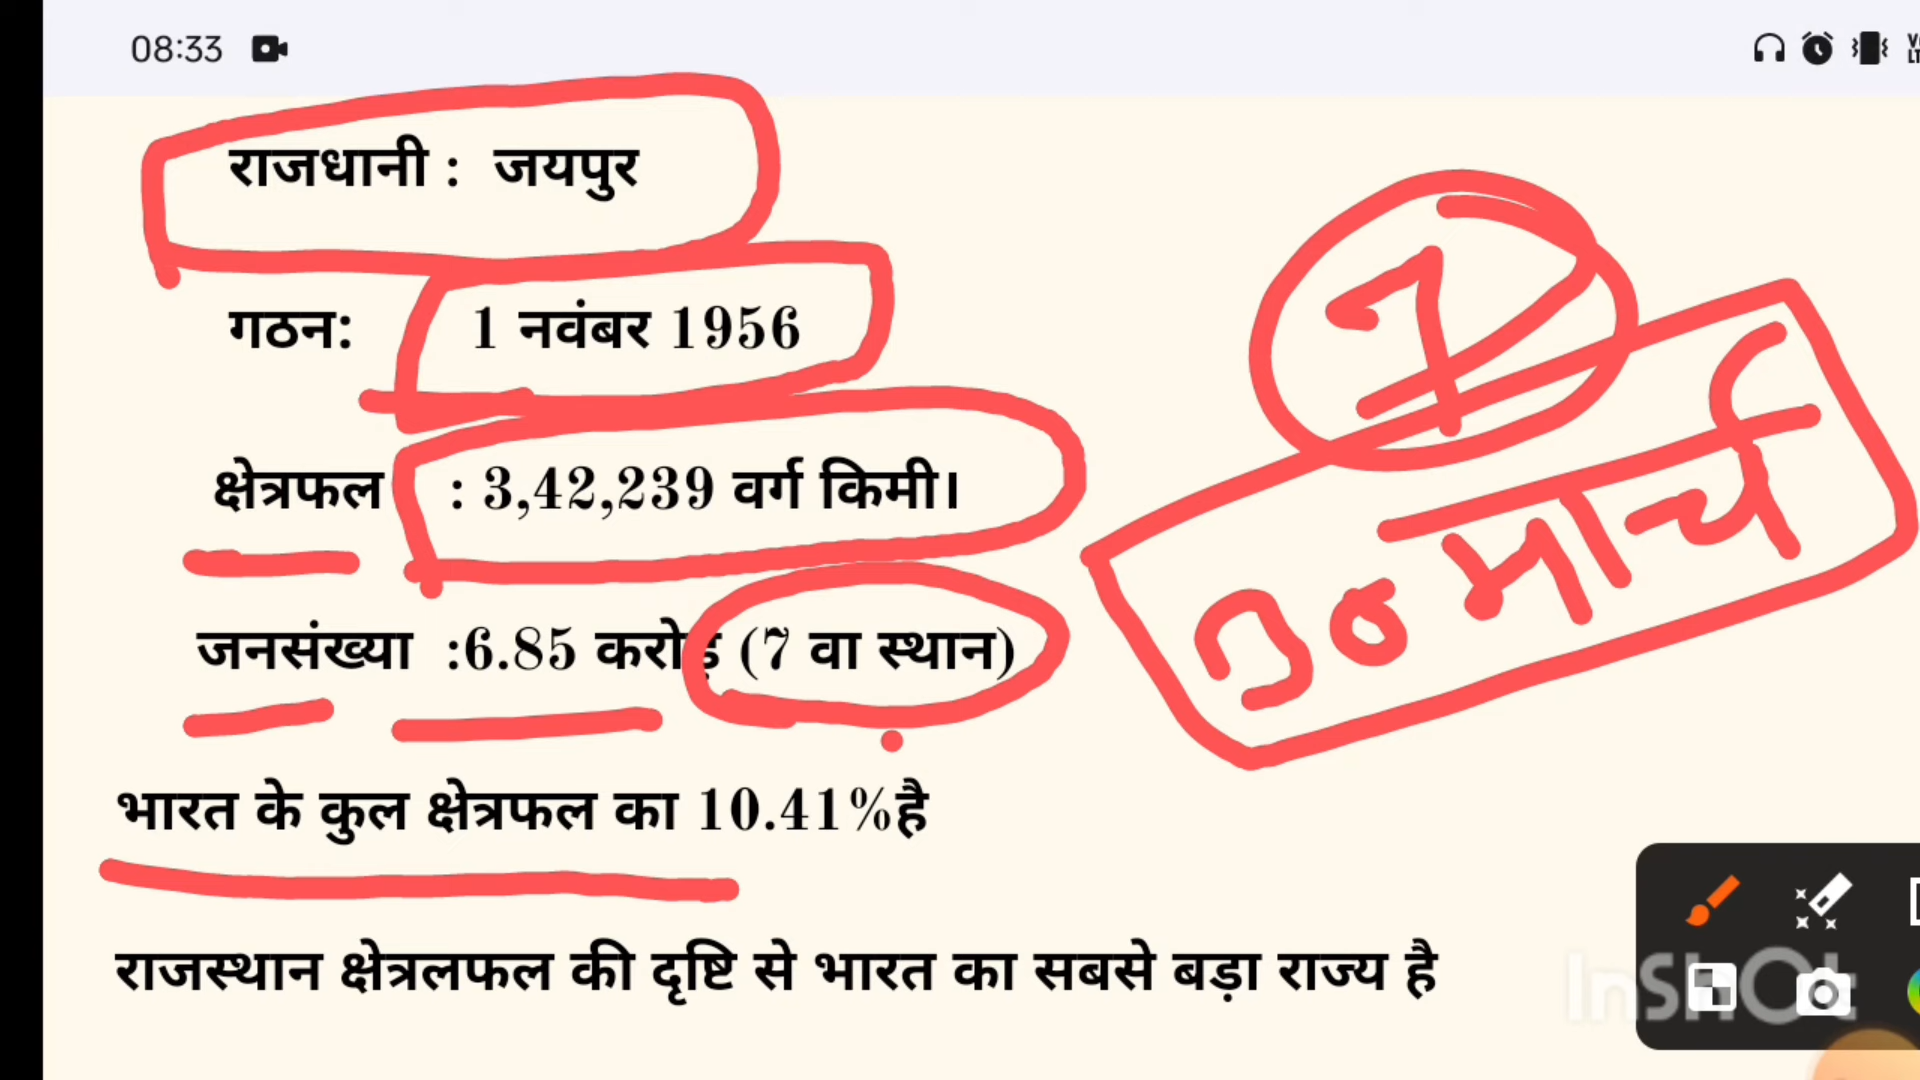 08:33
राजधानी : जयपुर
गठन: 1 नवंबर 1956
क्षेत्रफल : 3,42,239 वर्ग किमी।
जनसंख्या :6.85 करोड़ (7 वा स्थान)
भारत के कुल क्षेत्रफल का 10.41%है
राजस्थान क्षेत्रलफल की दृष्टि से भारत का सबसे बड़ा राज्य है
7
30 मार्च
InShOt